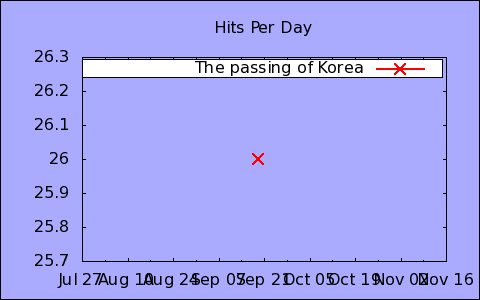 Hits Per Day
26.3
The passing of Korea
26.2
26.1
26
25.9
25.8
25.7
Jul 27 Aug 10 Aug 24 Sep 07 Sep 21 Oct 05 Oct 19 Nov 02 Nov 16